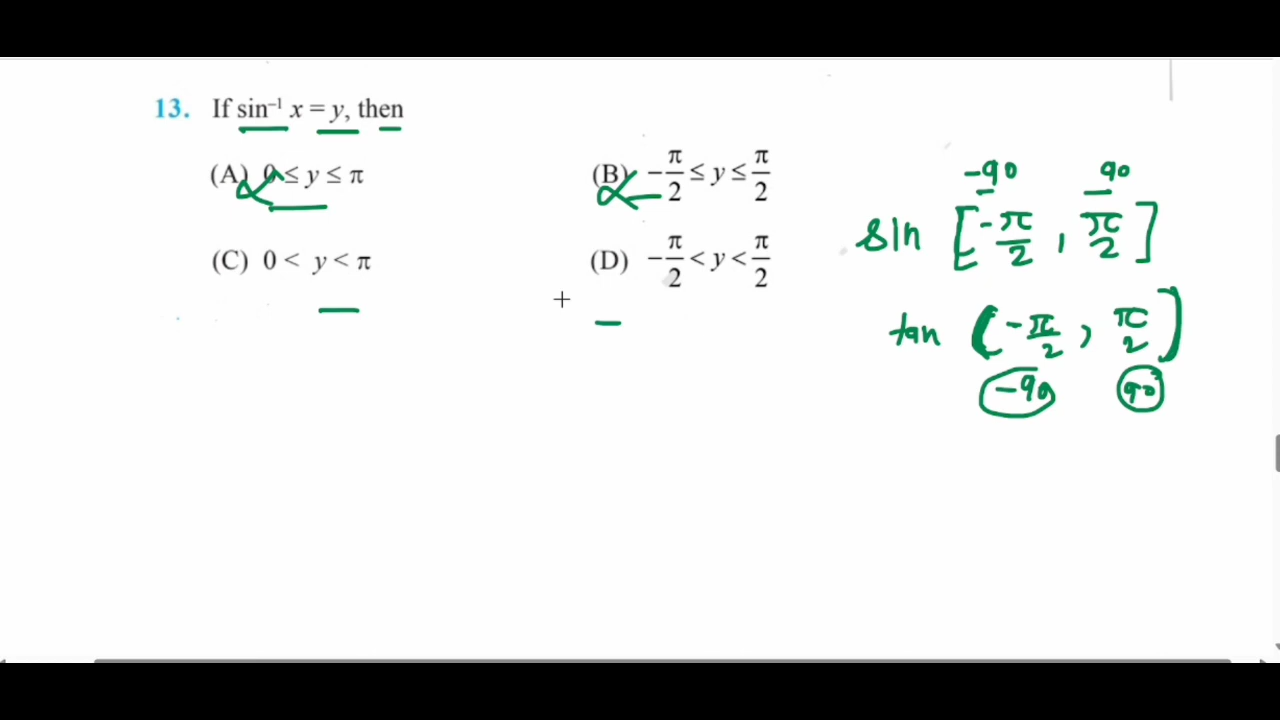 13. If sin⁻¹ x = y, then
(A) 0 ≤ y ≤ π (B) −π/2 ≤ y ≤ π/2
(C) 0 < y < π (D) −π/2 < y < π/2
-90 90
sin [-π/2, π/2]
tan (-π/2, π/2)
-90 90°